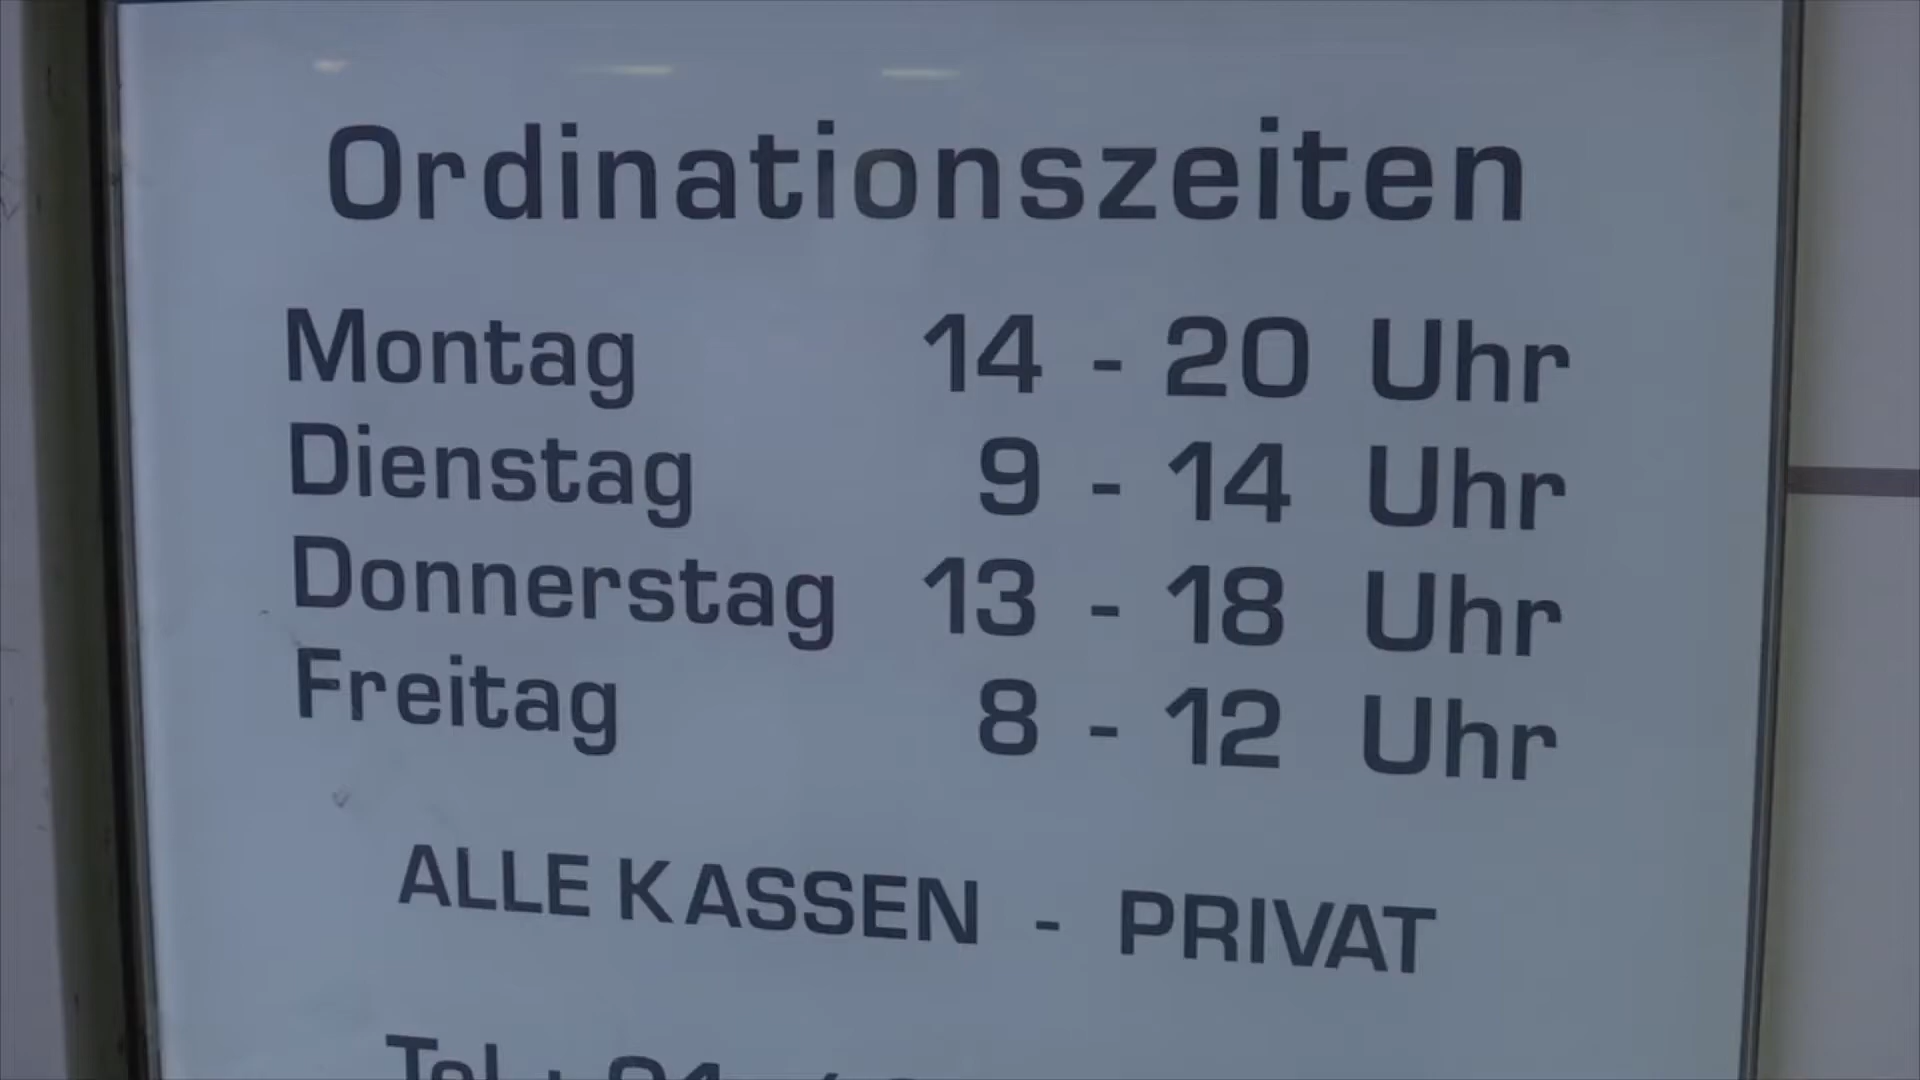 Ordinationszeiten
Montag 14 - 20 Uhr
Dienstag 9 - 14 Uhr
Donnerstag 13 - 18 Uhr
Freitag 8 - 12 Uhr
ALLE KASSEN - PRIVAT
Tel.: